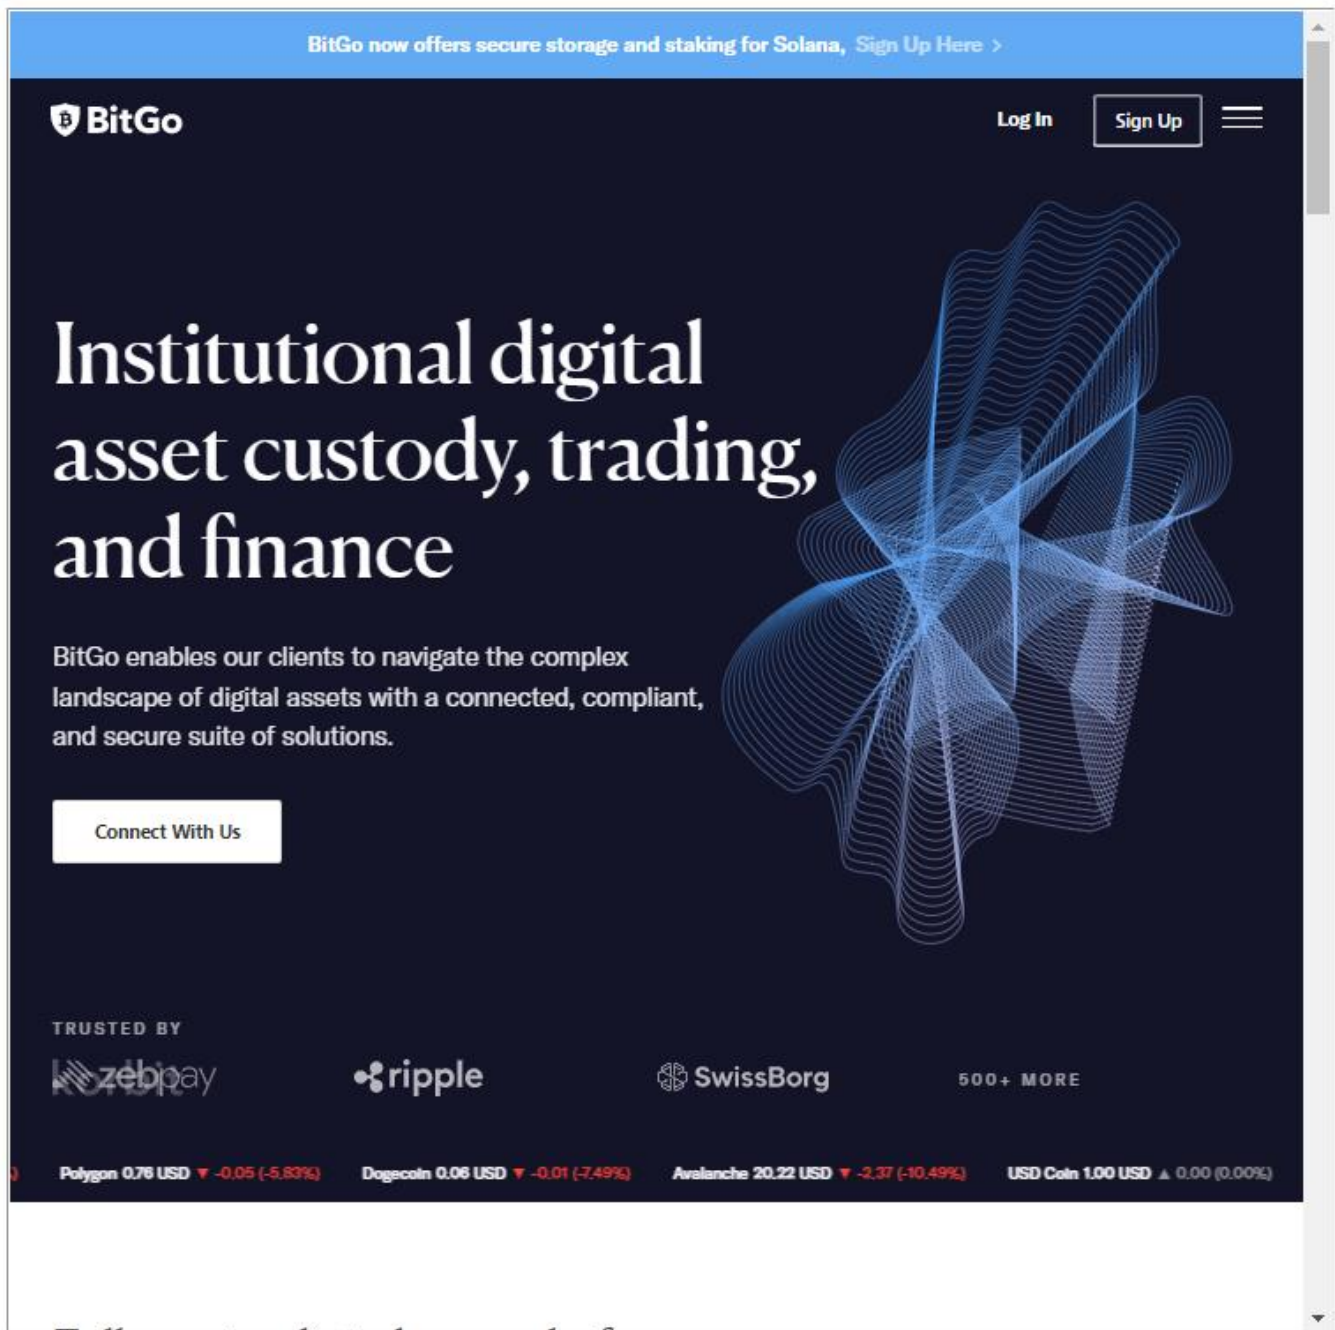 BitGo now offers secure storage and staking for Solana, Sign Up Here >
BitGo
Log In
Sign Up
Institutional digital
asset custody, trading,
and finance
BitGo enables our clients to navigate the complex
landscape of digital assets with a connected, compliant,
and secure suite of solutions.
Connect With Us
TRUSTED BY
zebpay
ripple
SwissBorg
500+ MORE
Polygon 0.76 USD ▼ -0.05 (-5.83%) Dogecoin 0.06 USD ▼ -0.01 (-7.49%) Avalanche 20.22 USD ▼ -2.37 (-10.49%) USD Coin 1.00 USD ▲ 0.00 (0.00%)